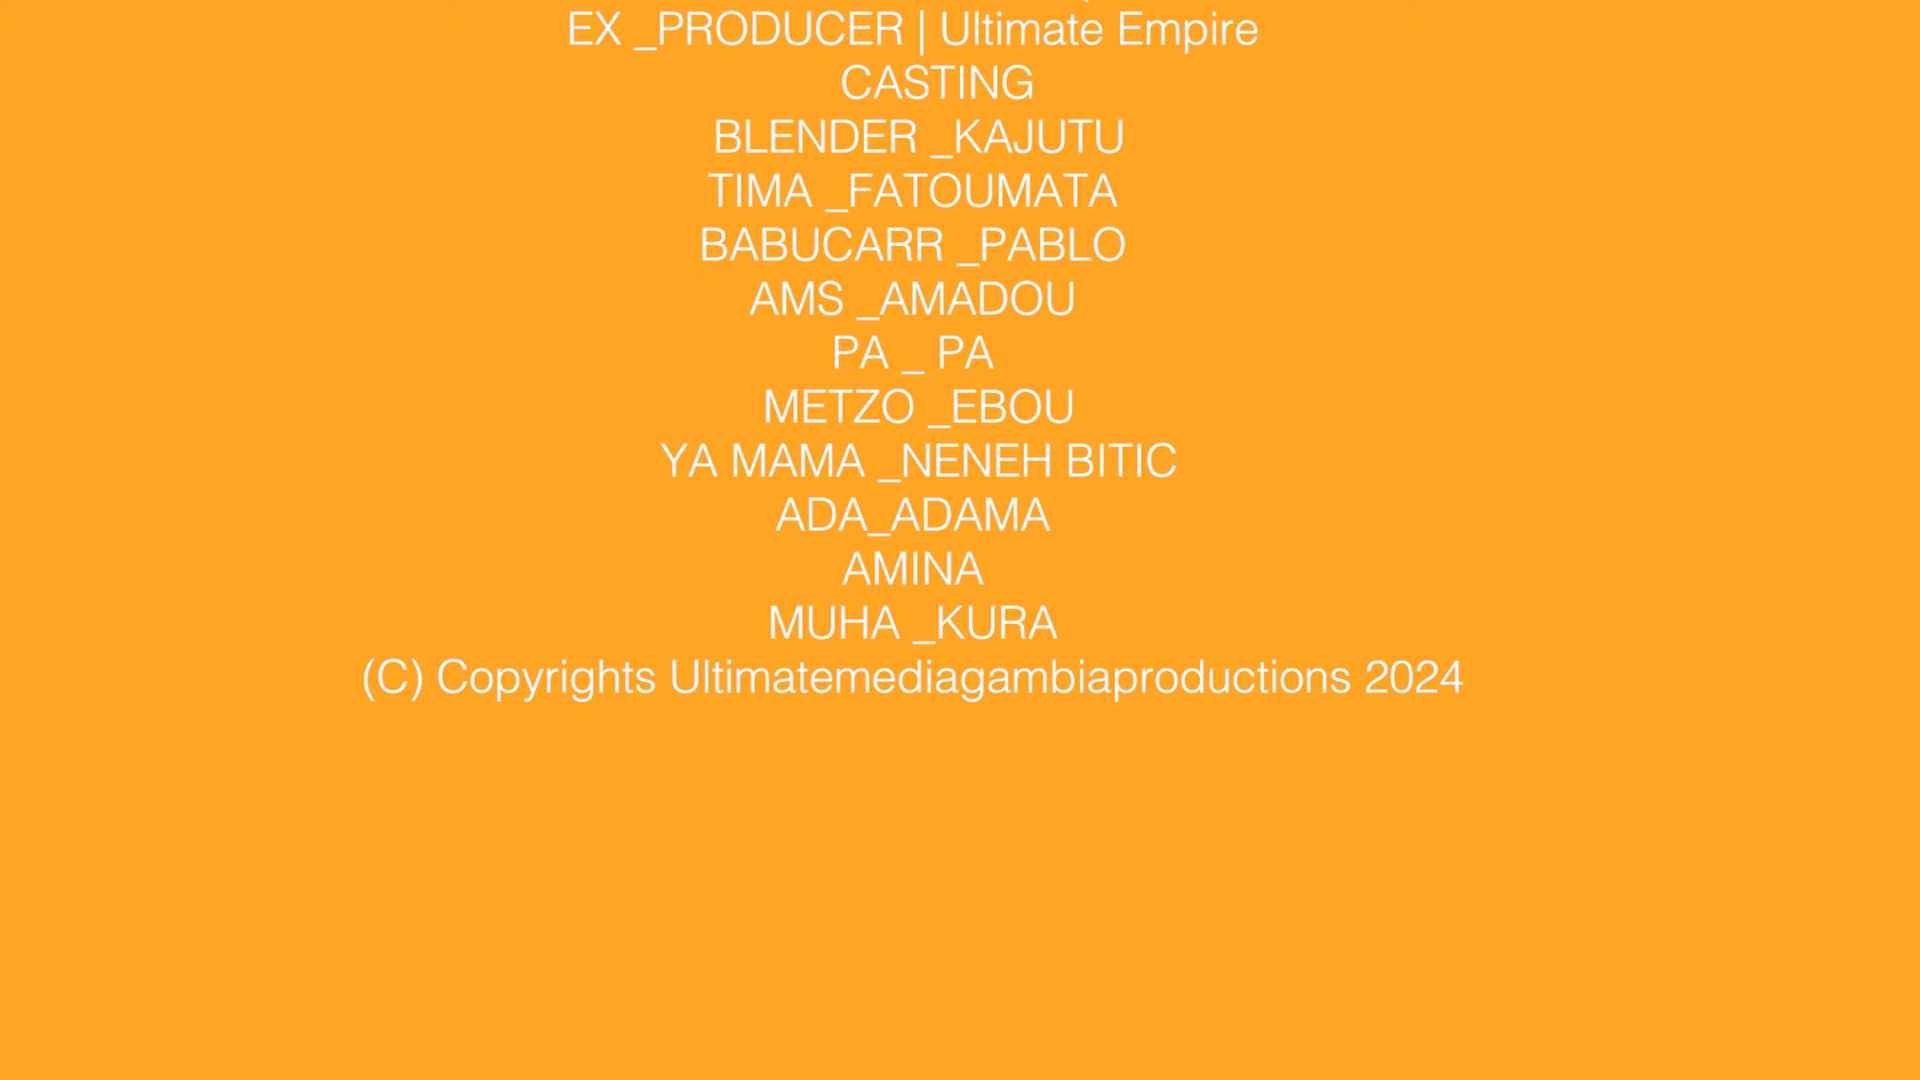 EX _PRODUCER | Ultimate Empire
CASTING
BLENDER _KAJUTU
TIMA _FATOUMATA
BABUCARR _PABLO
AMS _AMADOU
PA _ PA
METZO _EBOU
YA MAMA _NENEH BITIC
ADA_ADAMA
AMINA
MUHA _KURA
(C) Copyrights Ultimatemediagambiaproductions 2024